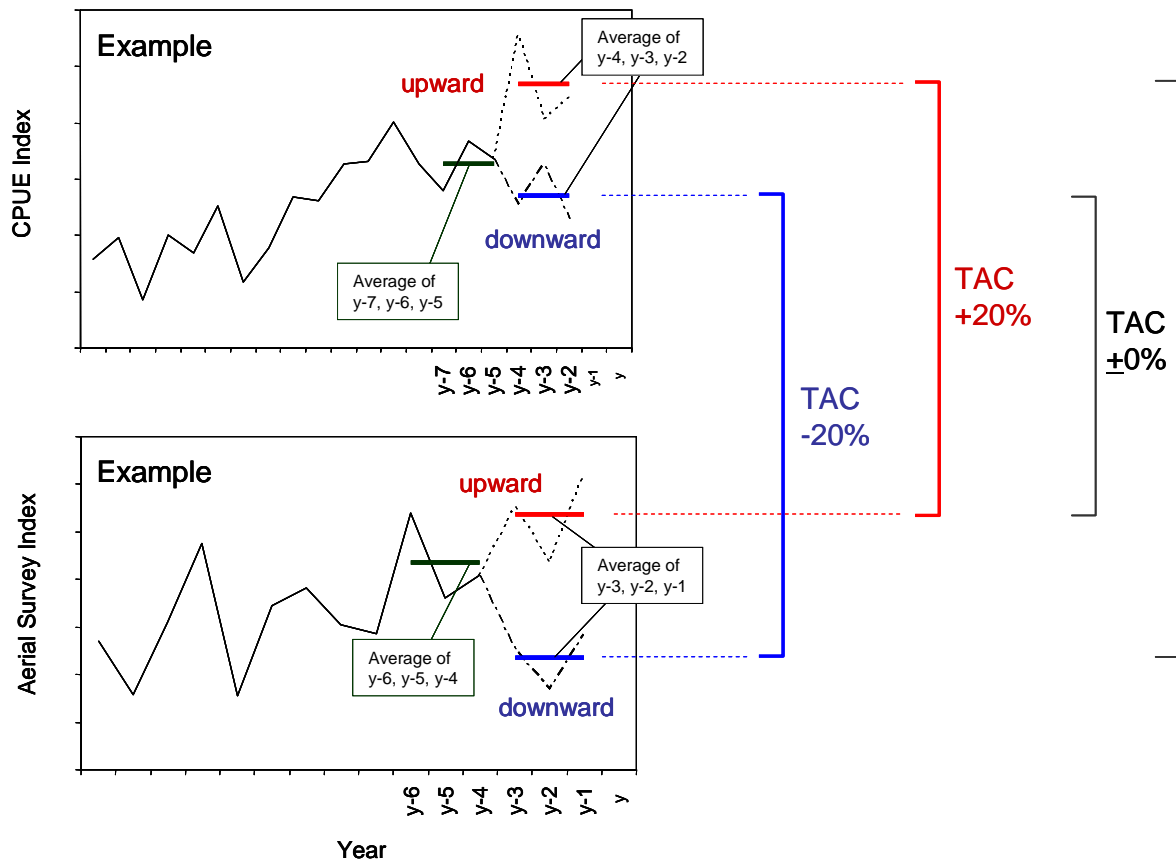 Example
CPUE Index
upward
Average of
y-4, y-3, y-2
downward
Average of
y-7, y-6, y-5
y-7
y-6
y-5
y-4
y-3
y-2
y-1
y
Example
Aerial Survey Index
upward
Average of
y-3, y-2, y-1
Average of
y-6, y-5, y-4
downward
y-6
y-5
y-4
y-3
y-2
y-1
y
Year
TAC
-20%
TAC
+20%
TAC
±0%